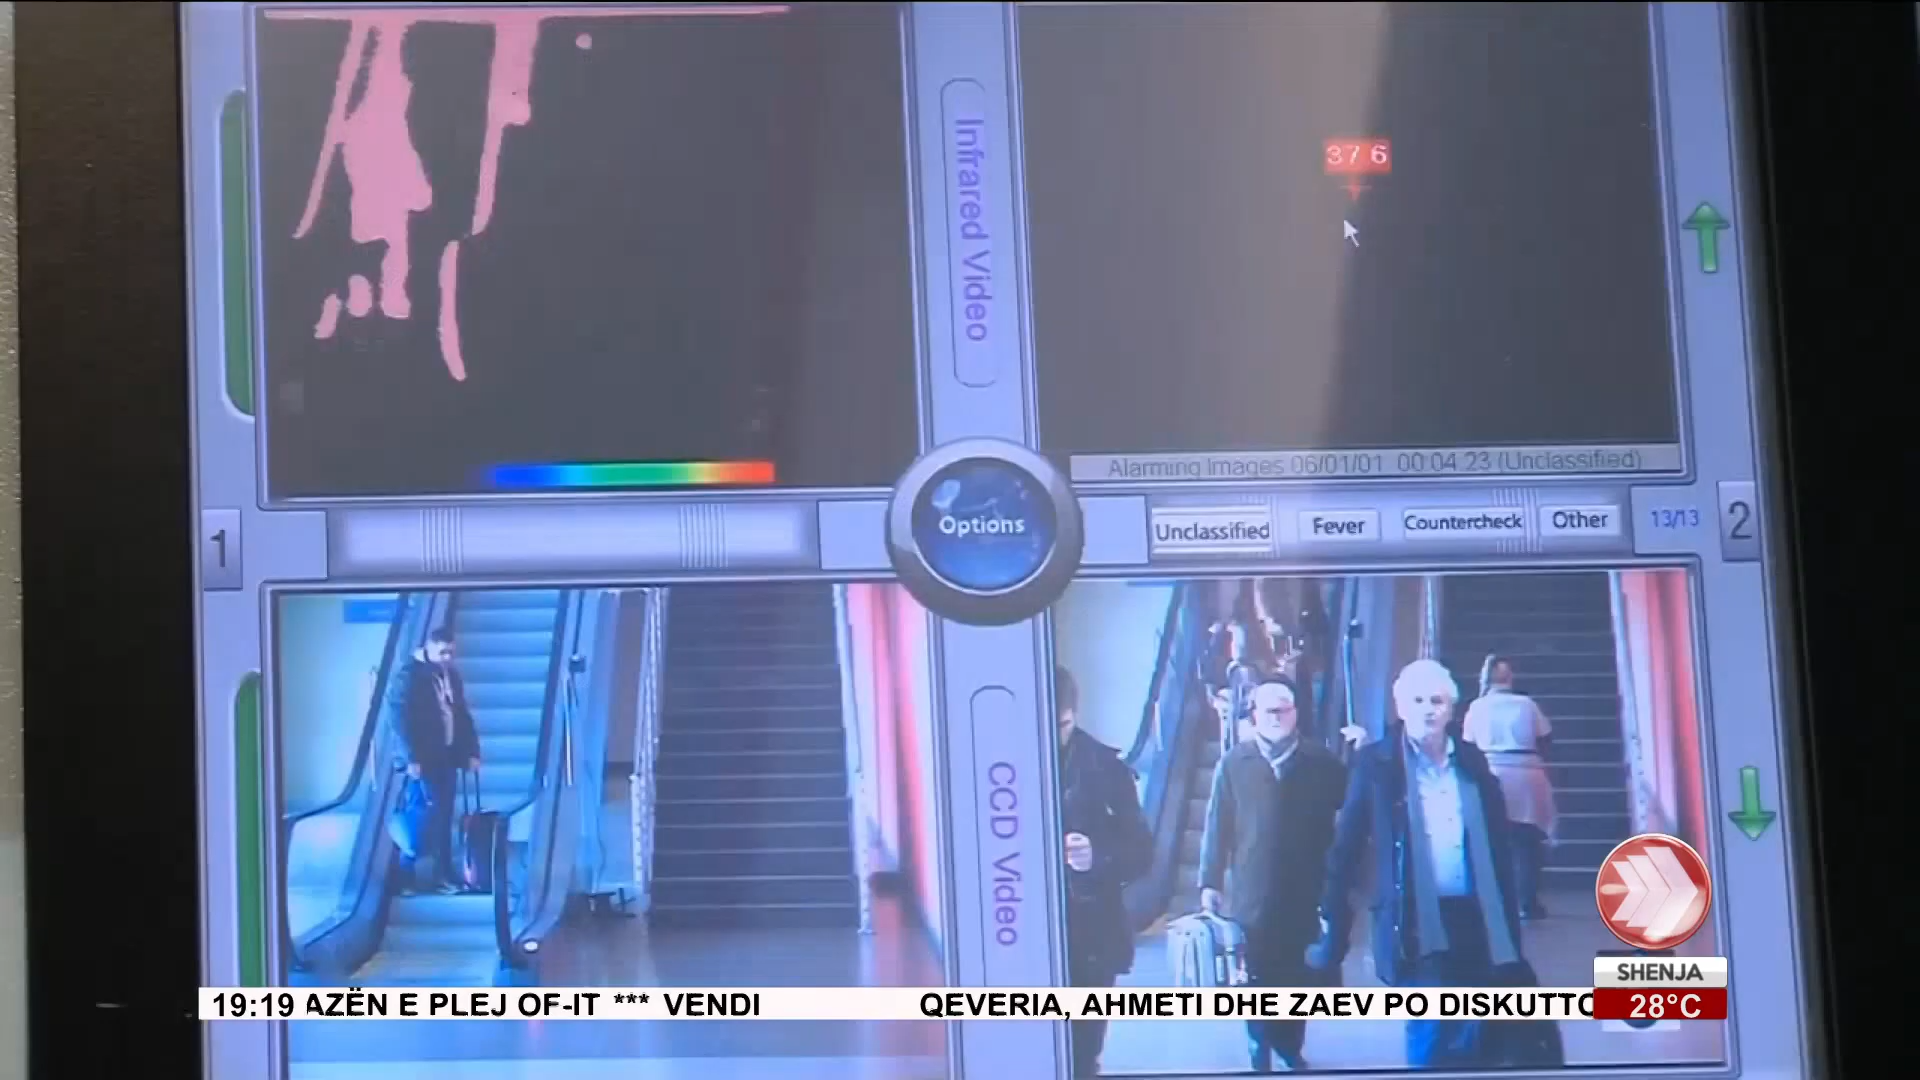 Infrared Video
37 6
Alarming Images 06/01/01 00:04:23 (Unclassified)
1
Options
Unclassified
Fever
Countercheck
Other
13/13
2
CCD Video
SHENJA
19:19 AZËN E PLEJ OF-IT *** VENDI QEVERIA, AHMETI DHE ZAEV PO DISKUTTO
28°C